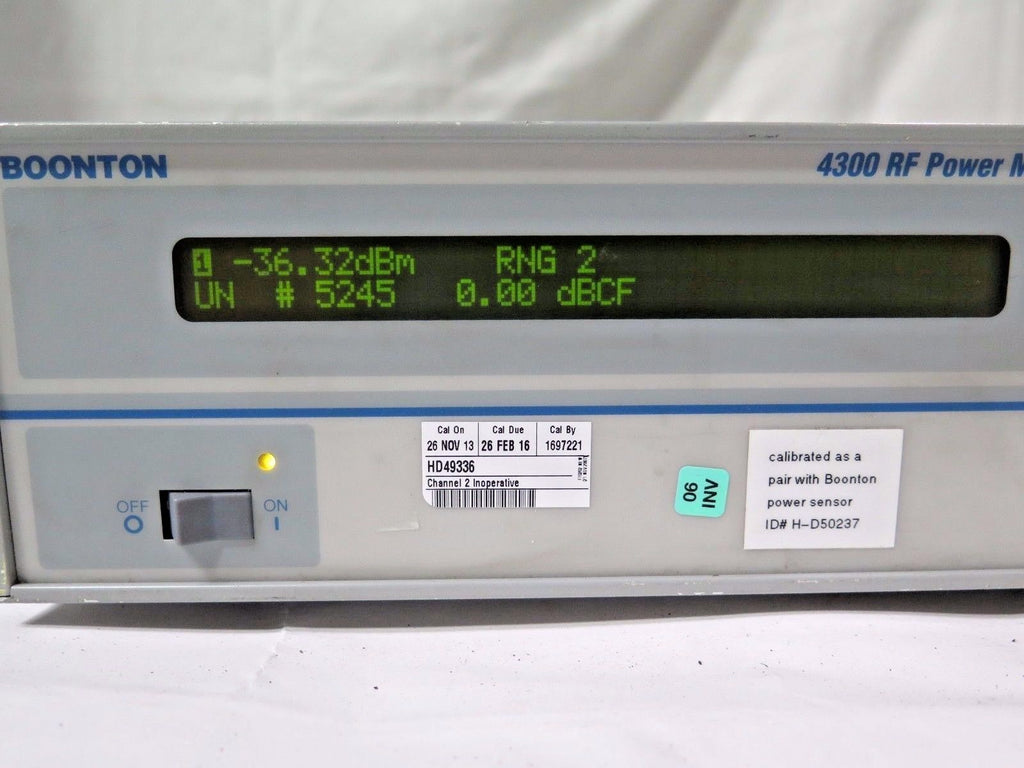 BOONTON
4300 RF Power
1 -36.32dBm RNG 2
UN # 5245 0.00 dBCF
OFF ON
O I
Cal On Cal Due Cal By
26 NOV 13 26 FEB 16 1697221
HD49336
Channel 2 Inoperative
INV
06
calibrated as a
pair with Boonton
power sensor
ID# H-D50237